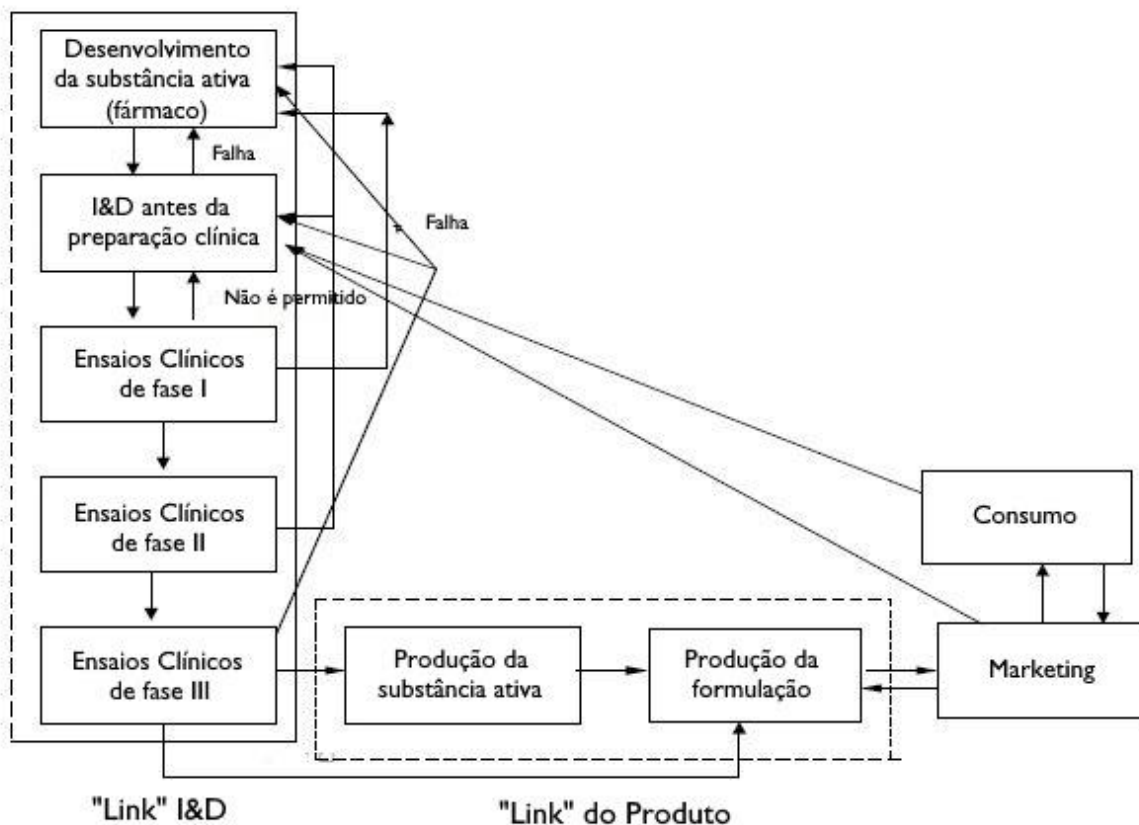 Desenvolvimento
da substância ativa
(fármaco)
Falha
I&D antes da
preparação clínica
Falha
Não é permitido
Ensaios Clínicos
de fase I
Ensaios Clínicos
de fase II
Consumo
Ensaios Clínicos
de fase III
Produção da
substância ativa
Produção da
formulação
Marketing
"Link" I&D
"Link" do Produto